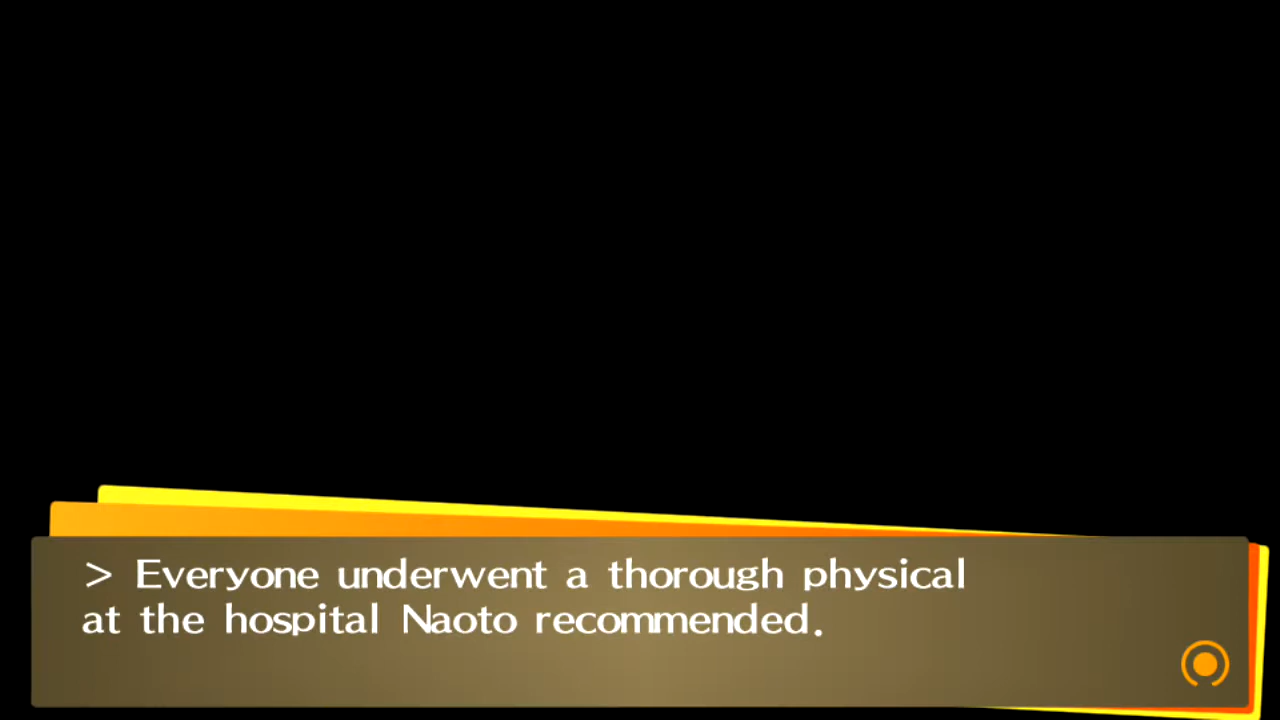 > Everyone underwent a thorough physical
at the hospital Naoto recommended.